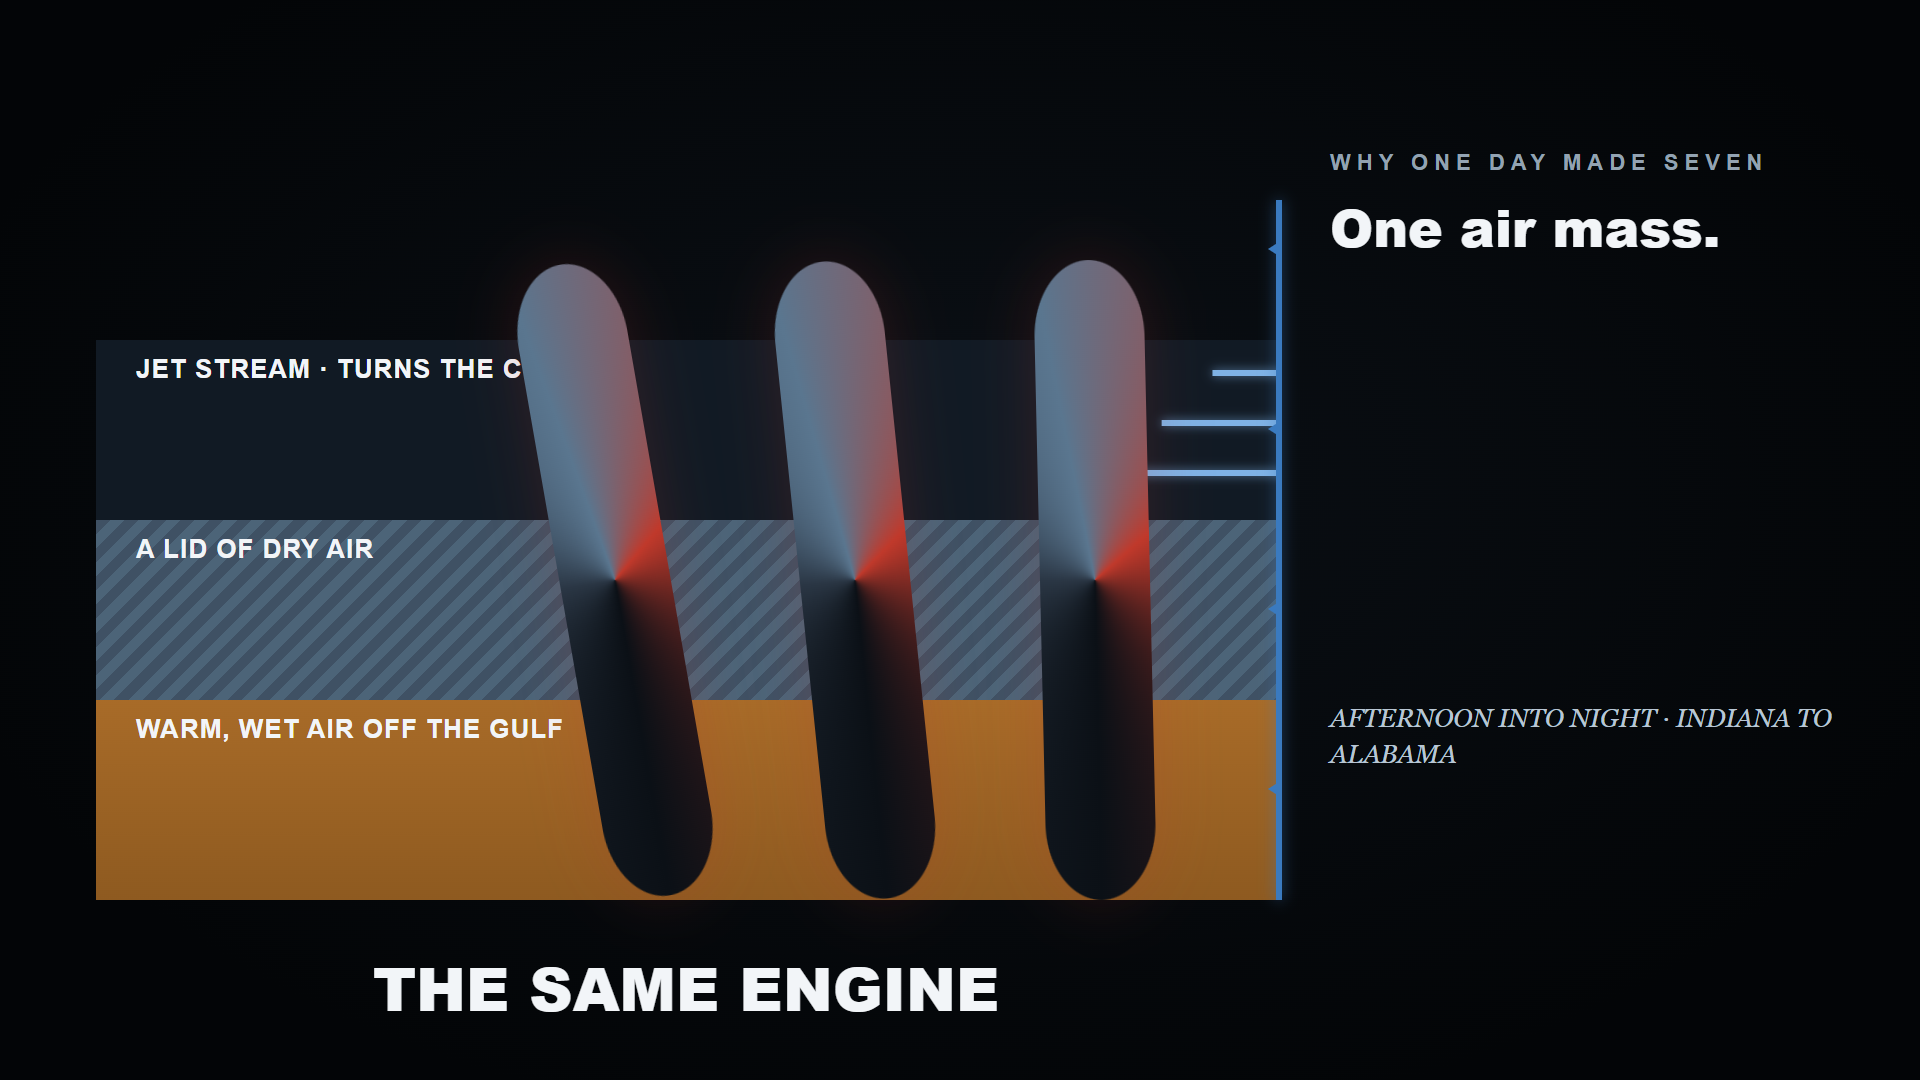 WHY ONE DAY MADE SEVEN
One air mass.
JET STREAM · TURNS THE
A LID OF DRY AIR
WARM, WET AIR OFF THE GULF
AFTERNOON INTO NIGHT · INDIANA TO
ALABAMA
THE SAME ENGINE